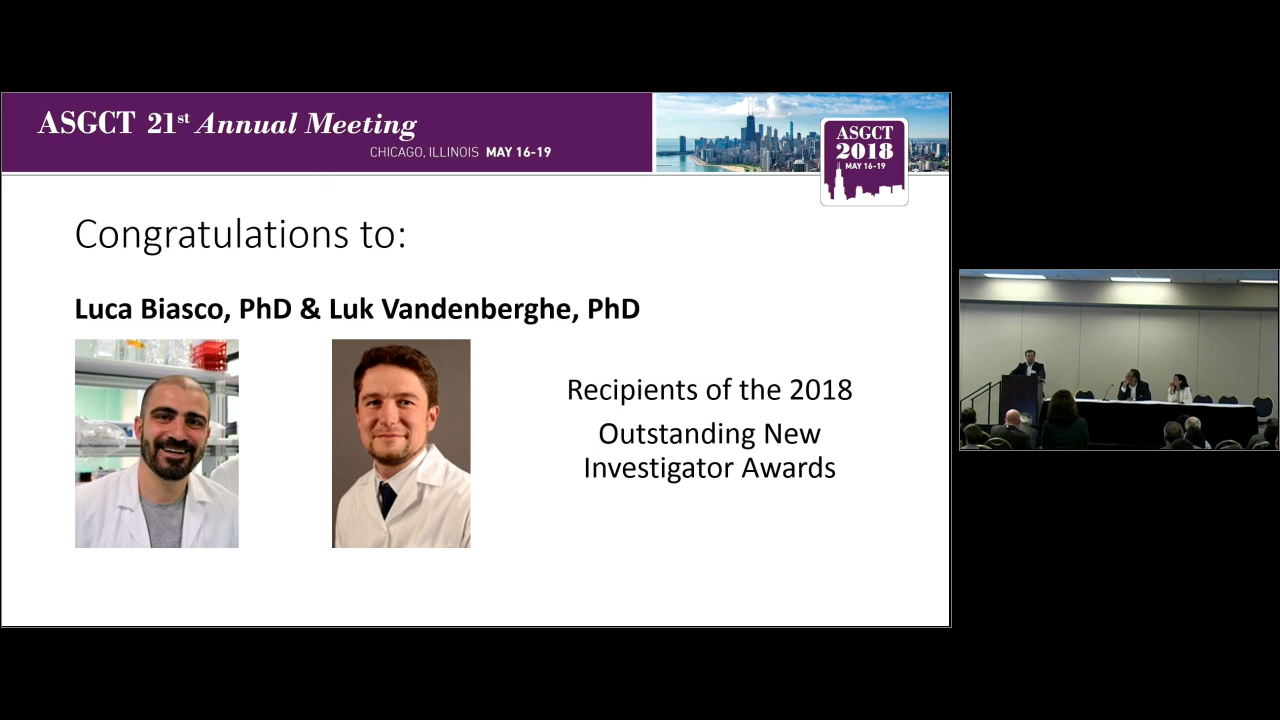 ASGCT 21st Annual Meeting
CHICAGO, ILLINOIS MAY 16-19
ASGCT
2018
MAY 16-19
Congratulations to:
Luca Biasco, PhD & Luk Vandenberghe, PhD
Recipients of the 2018
Outstanding New
Investigator Awards